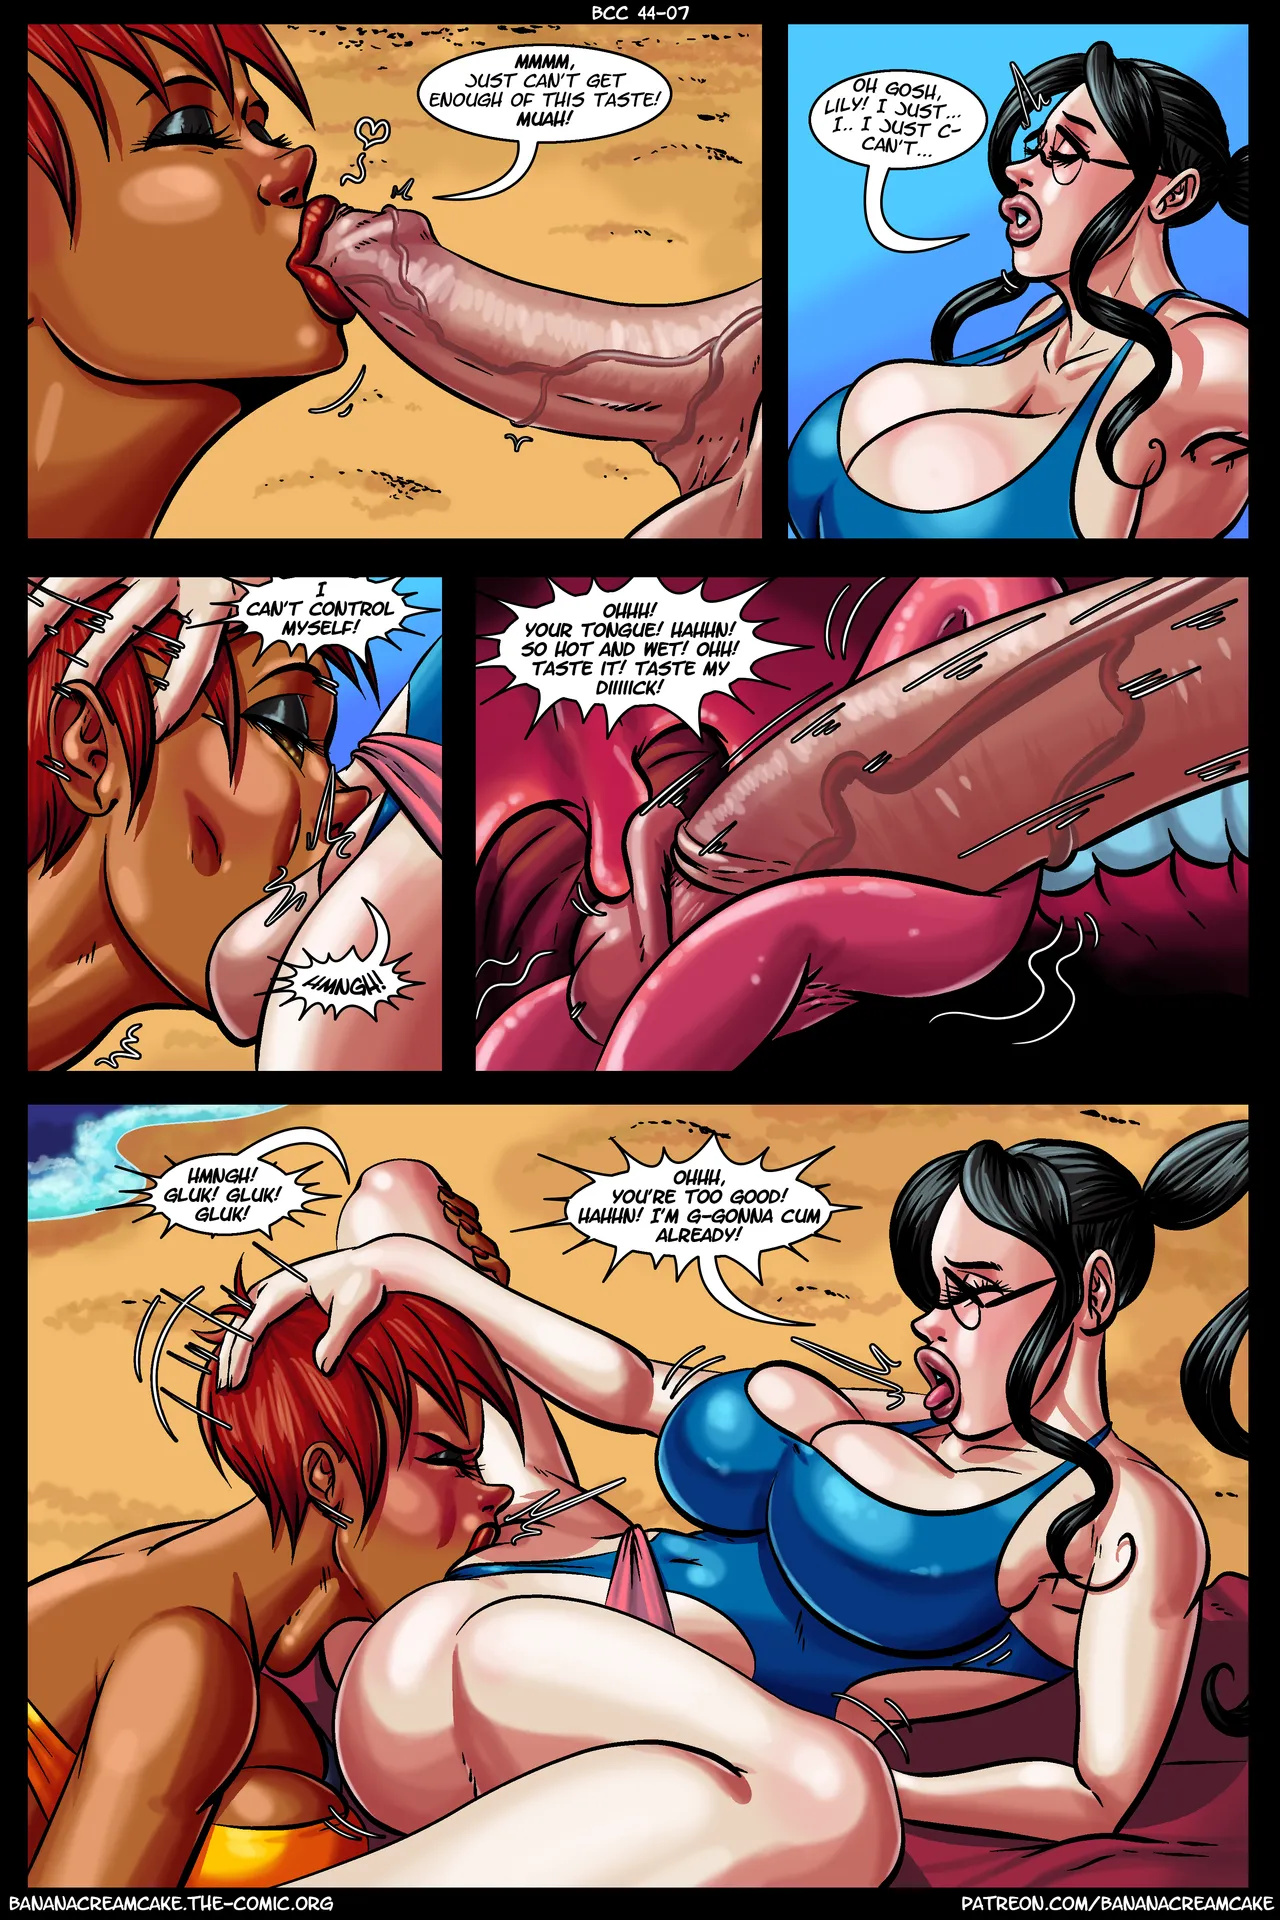 BCC 44-07
MMMM,
JUST CAN'T GET
ENOUGH OF THIS TASTE!
MUAH!
OH GOSH,
LILY! I JUST...
I.. I JUST C-
CAN'T...
I
CAN'T CONTROL
MYSELF!
HMNGH!
OHHH!
YOUR TONGUE! HAHHN!
SO HOT AND WET! OHH!
TASTE IT! TASTE MY
DIIIIICK!
HMNGH!
GLUK! GLUK!
GLUK!
OHHH,
YOU'RE TOO GOOD!
HAHHN! I'M G-GONNA CUM
ALREADY!
BANANACREAMCAKE.THE-COMIC.ORG
PATREON.COM/BANANACREAMCAKE